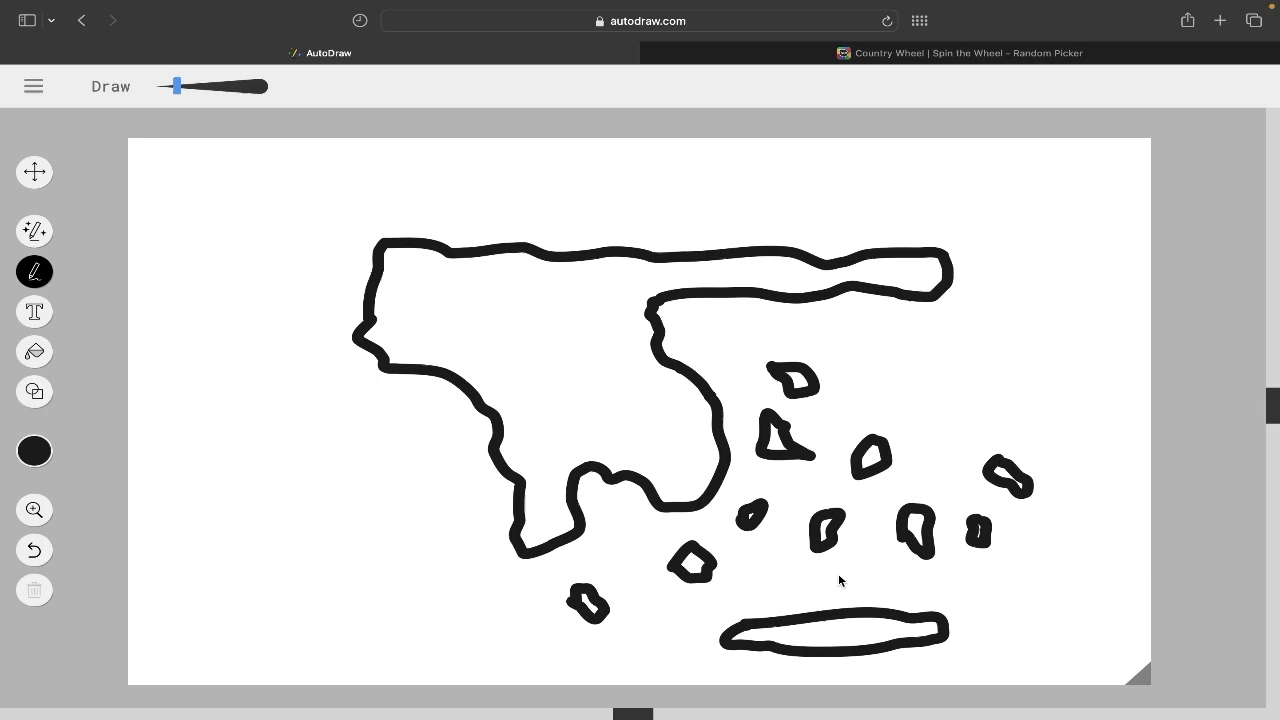 autodraw.com
AutoDraw
Country Wheel | Spin the Wheel - Random Picker
Draw
T